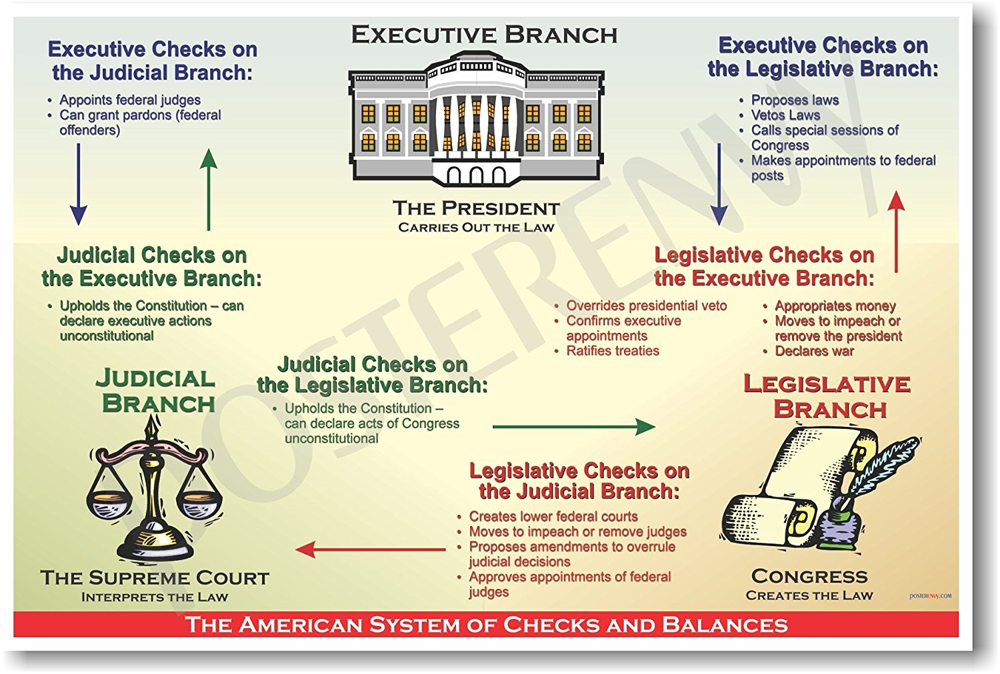 EXECUTIVE BRANCH
THE PRESIDENT
CARRIES OUT THE LAW
Executive Checks on
the Judicial Branch:
• Appoints federal judges
• Can grant pardons (federal
offenders)
Executive Checks on
the Legislative Branch:
• Proposes laws
• Vetos Laws
• Calls special sessions of
Congress
• Makes appointments to federal
posts
Judicial Checks on
the Executive Branch:
• Upholds the Constitution – can
declare executive actions
unconstitutional
Legislative Checks on
the Executive Branch:
• Overrides presidential veto
• Confirms executive
appointments
• Ratifies treaties
• Appropriates money
• Moves to impeach or
remove the president
• Declares war
JUDICIAL
BRANCH
Judicial Checks on
the Legislative Branch:
• Upholds the Constitution –
can declare acts of Congress
unconstitutional
LEGISLATIVE
BRANCH
Legislative Checks on
the Judicial Branch:
• Creates lower federal courts
• Moves to impeach or remove judges
• Proposes amendments to overrule
judicial decisions
• Approves appointments of federal
judges
THE SUPREME COURT
INTERPRETS THE LAW
CONGRESS
CREATES THE LAW
POSTERENVY.COM
THE AMERICAN SYSTEM OF CHECKS AND BALANCES
POSTERENVY